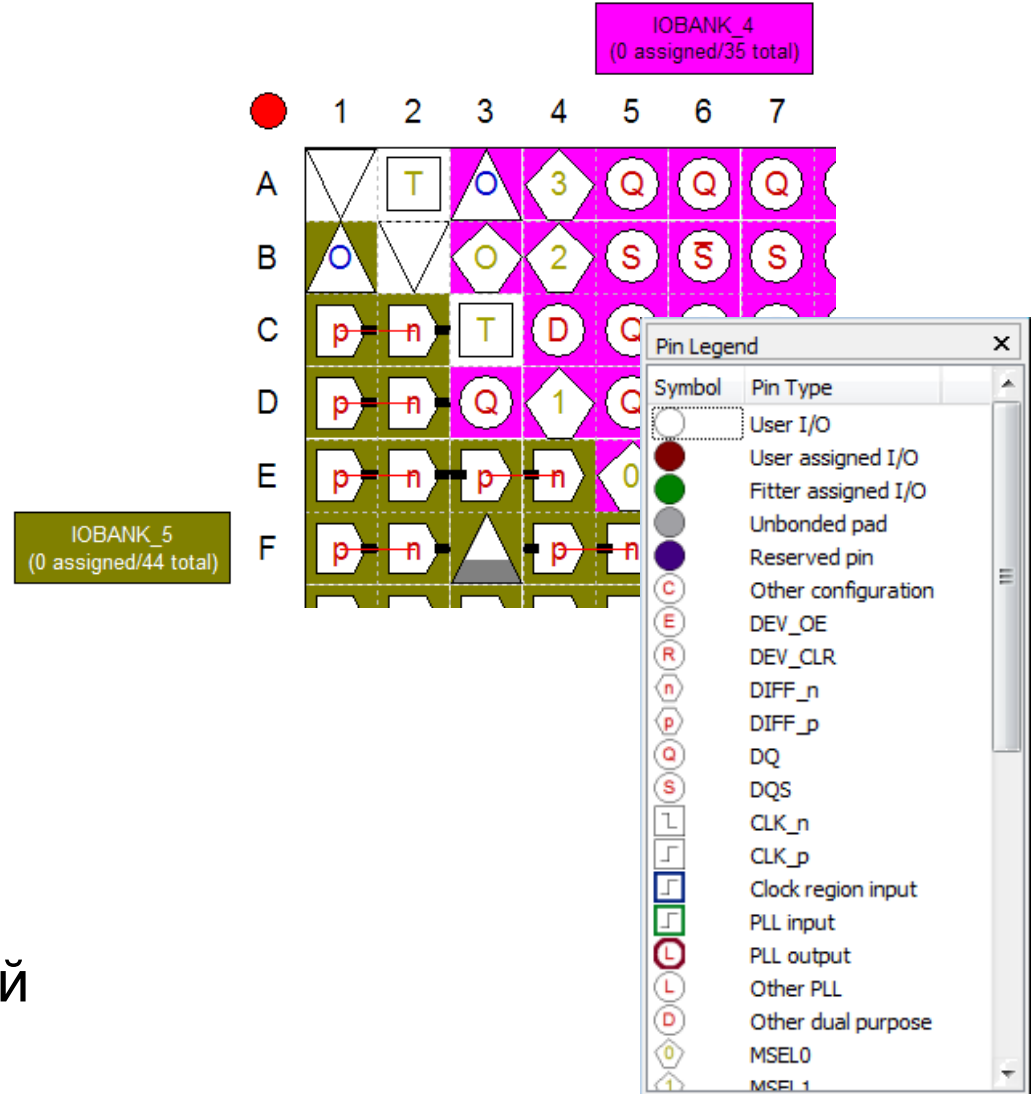 IOBANK_4
(0 assigned/35 total)
1 2 3 4 5 6 7
A T O 3 Q Q Q
B O O 2 S S̅ S
C p n T D Q
D p n Q 1 Q
E p n p n 0
F p n p n
IOBANK_5
(0 assigned/44 total)
Pin Legend ×
Symbol Pin Type
User I/O
User assigned I/O
Fitter assigned I/O
Unbonded pad
Reserved pin
C Other configuration
E DEV_OE
R DEV_CLR
n DIFF_n
p DIFF_p
Q DQ
S DQS
CLK_n
CLK_p
Clock region input
PLL input
L PLL output
L Other PLL
D Other dual purpose
0 MSEL0
1 MSEL1
й